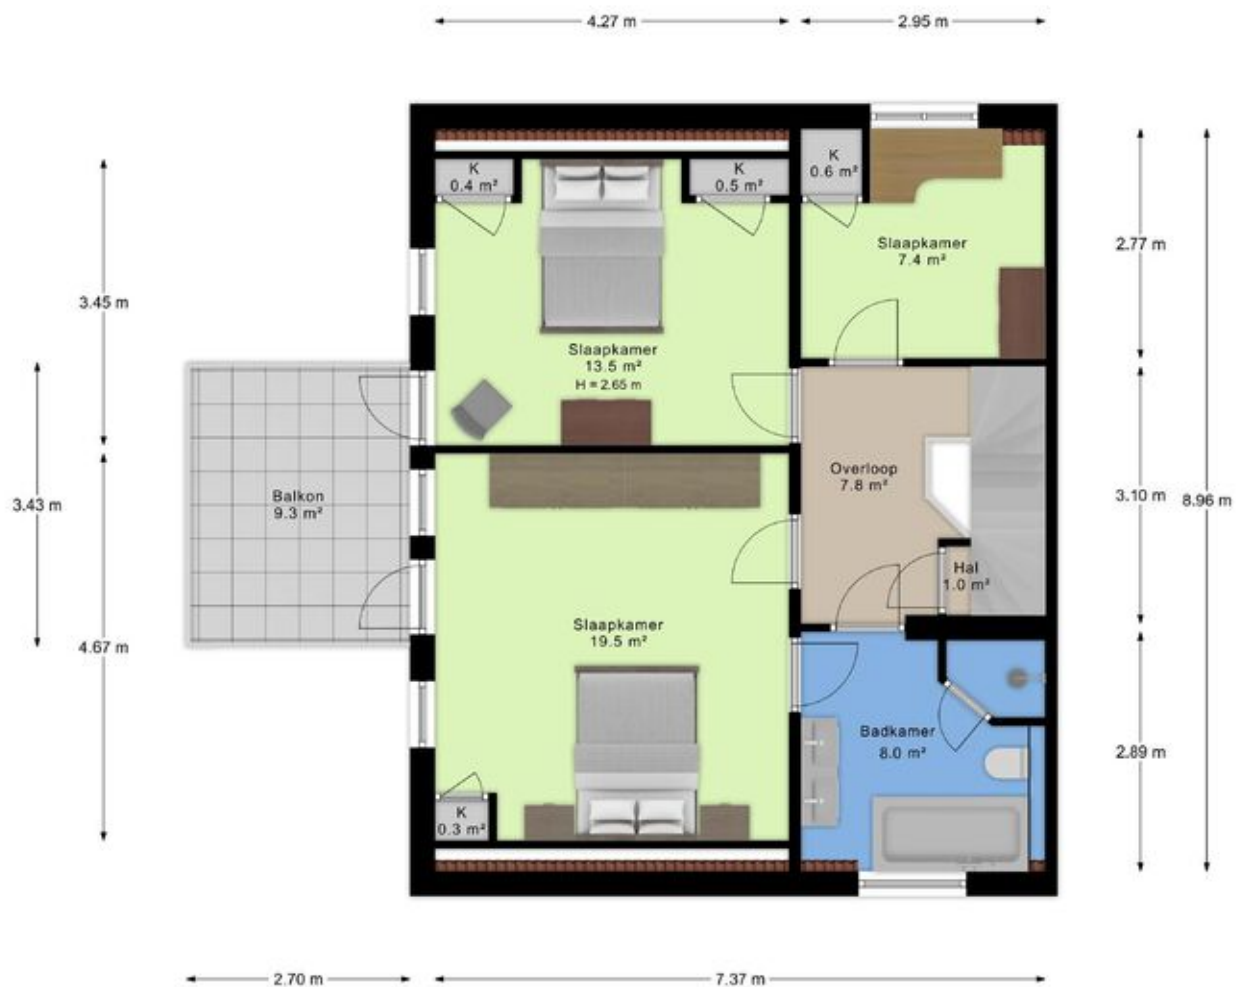 4.27 m
2.95 m
K
0.4 m²
K
0.5 m²
K
0.6 m²
Slaapkamer
7.4 m²
2.77 m
3.45 m
Slaapkamer
13.5 m²
H = 2.65 m
Overloop
7.8 m²
Balkon
9.3 m²
3.43 m
3.10 m
8.96 m
Hal
1.0 m²
Slaapkamer
19.5 m²
4.67 m
Badkamer
8.0 m²
2.89 m
K
0.3 m²
2.70 m
7.37 m